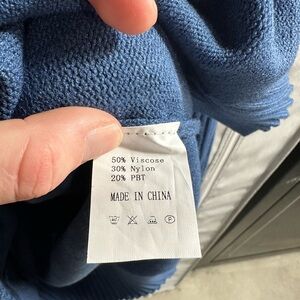 50% Viscose
30% Nylon
20% PBT
MADE IN CHINA